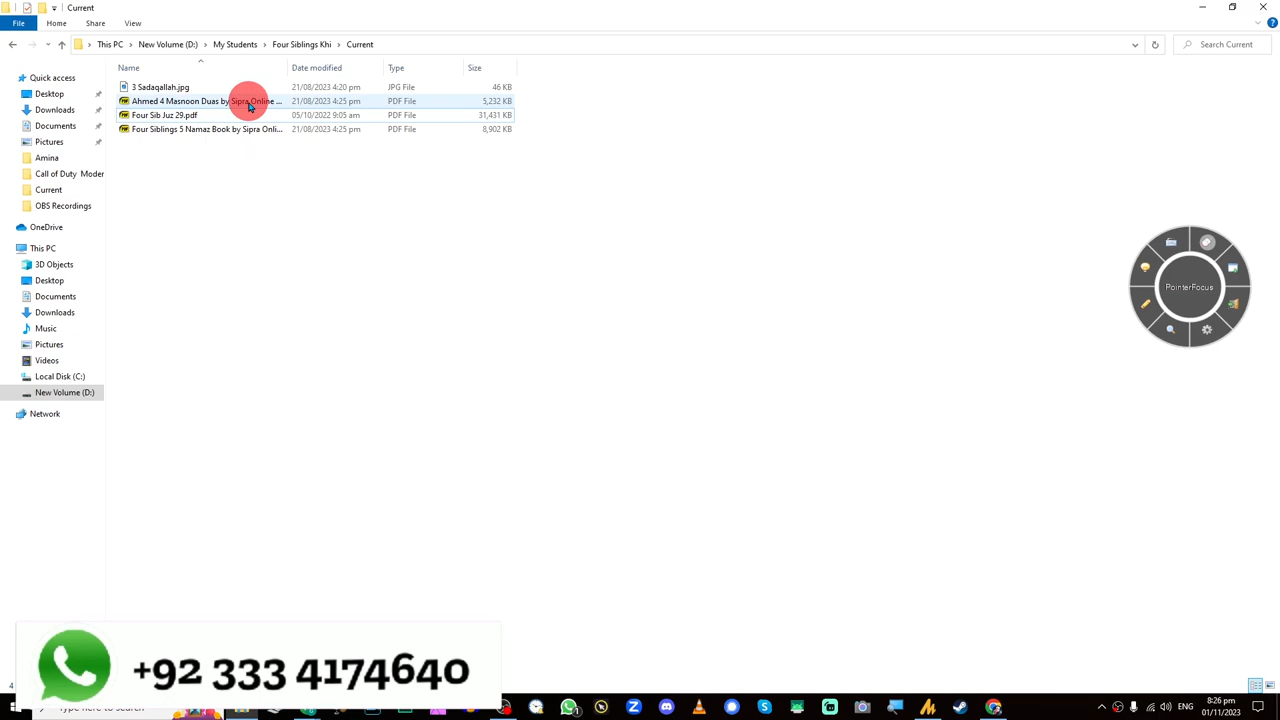 Current
File Home Share View
This PC New Volume (D:) My Students Four Siblings Khi Current
Search Current
Name Date modified Type Size
3 Sadaqallah.jpg 21/08/2023 4:20 pm JPG File 46 KB
Ahmed 4 Masnoon Duas by Sipra Online ... 21/08/2023 4:25 pm PDF File 5,232 KB
Four Sib Juz 29.pdf 05/10/2022 9:05 am PDF File 31,431 KB
Four Siblings 5 Namaz Book by Sipra Onli... 21/08/2023 4:25 pm PDF File 8,902 KB
Quick access
Desktop
Downloads
Documents
Pictures
Amina
Call of Duty Moder
Current
OBS Recordings
OneDrive
This PC
3D Objects
Desktop
Documents
Downloads
Music
Pictures
Videos
Local Disk (C:)
New Volume (D:)
Network
PointerFocus
+92 333 4174640
4
ENG
8:26 pm
01/11/2023